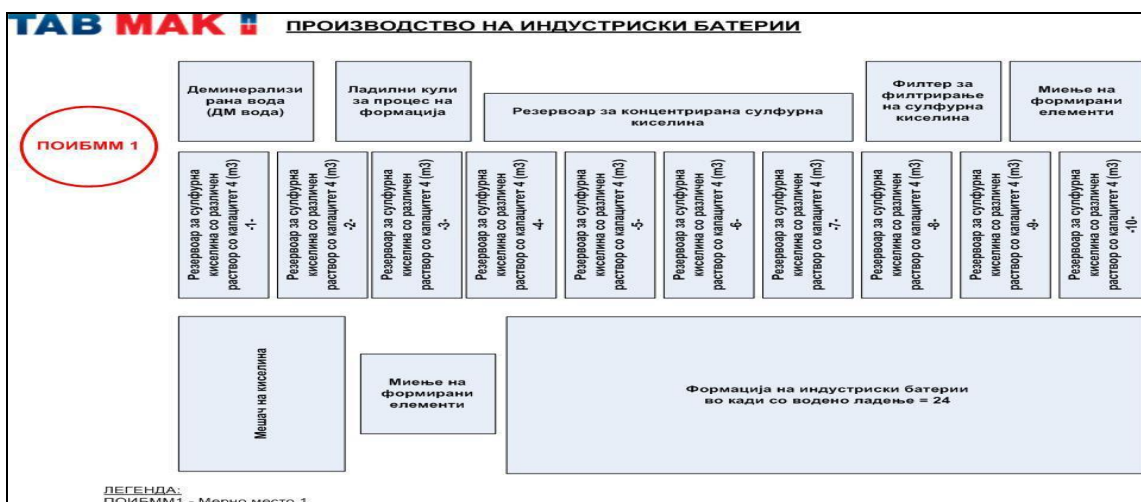 ТАВ МАК
ПРОИЗВОДСТВО НА ИНДУСТРИСКИ БАТЕРИИ
ПОИБММ 1
Деминерализи
рана вода
(ДМ вода)
Ладилни кули
за процес на
формација
Резервоар за концентрирана сулфурна
киселина
Филтер за
филтрирање
на сулфурна
киселина
Миење на
формирани
елементи
Резервоар за сулфурна
киселина со различен
раствор со капацитет 4 (m3)
-1-
Резервоар за сулфурна
киселина со различен
раствор со капацитет 4 (m3)
-2-
Резервоар за сулфурна
киселина со различен
раствор со капацитет 4 (m3)
-3-
Резервоар за сулфурна
киселина со различен
раствор со капацитет 4 (m3)
-4-
Резервоар за сулфурна
киселина со различен
раствор со капацитет 4 (m3)
-5-
Резервоар за сулфурна
киселина со различен
раствор со капацитет 4 (m3)
-6-
Резервоар за сулфурна
киселина со различен
раствор со капацитет 4 (m3)
-7-
Резервоар за сулфурна
киселина со различен
раствор со капацитет 4 (m3)
-8-
Резервоар за сулфурна
киселина со различен
раствор со капацитет 4 (m3)
-9-
Резервоар за сулфурна
киселина со различен
раствор со капацитет 4 (m3)
-10-
Мешач на киселина
Миење на
формирани
елементи
Формација на индустриски батерии
во кади со водено ладење = 24
ЛЕГЕНДА:
ПОИБММ1 - Мерно место 1